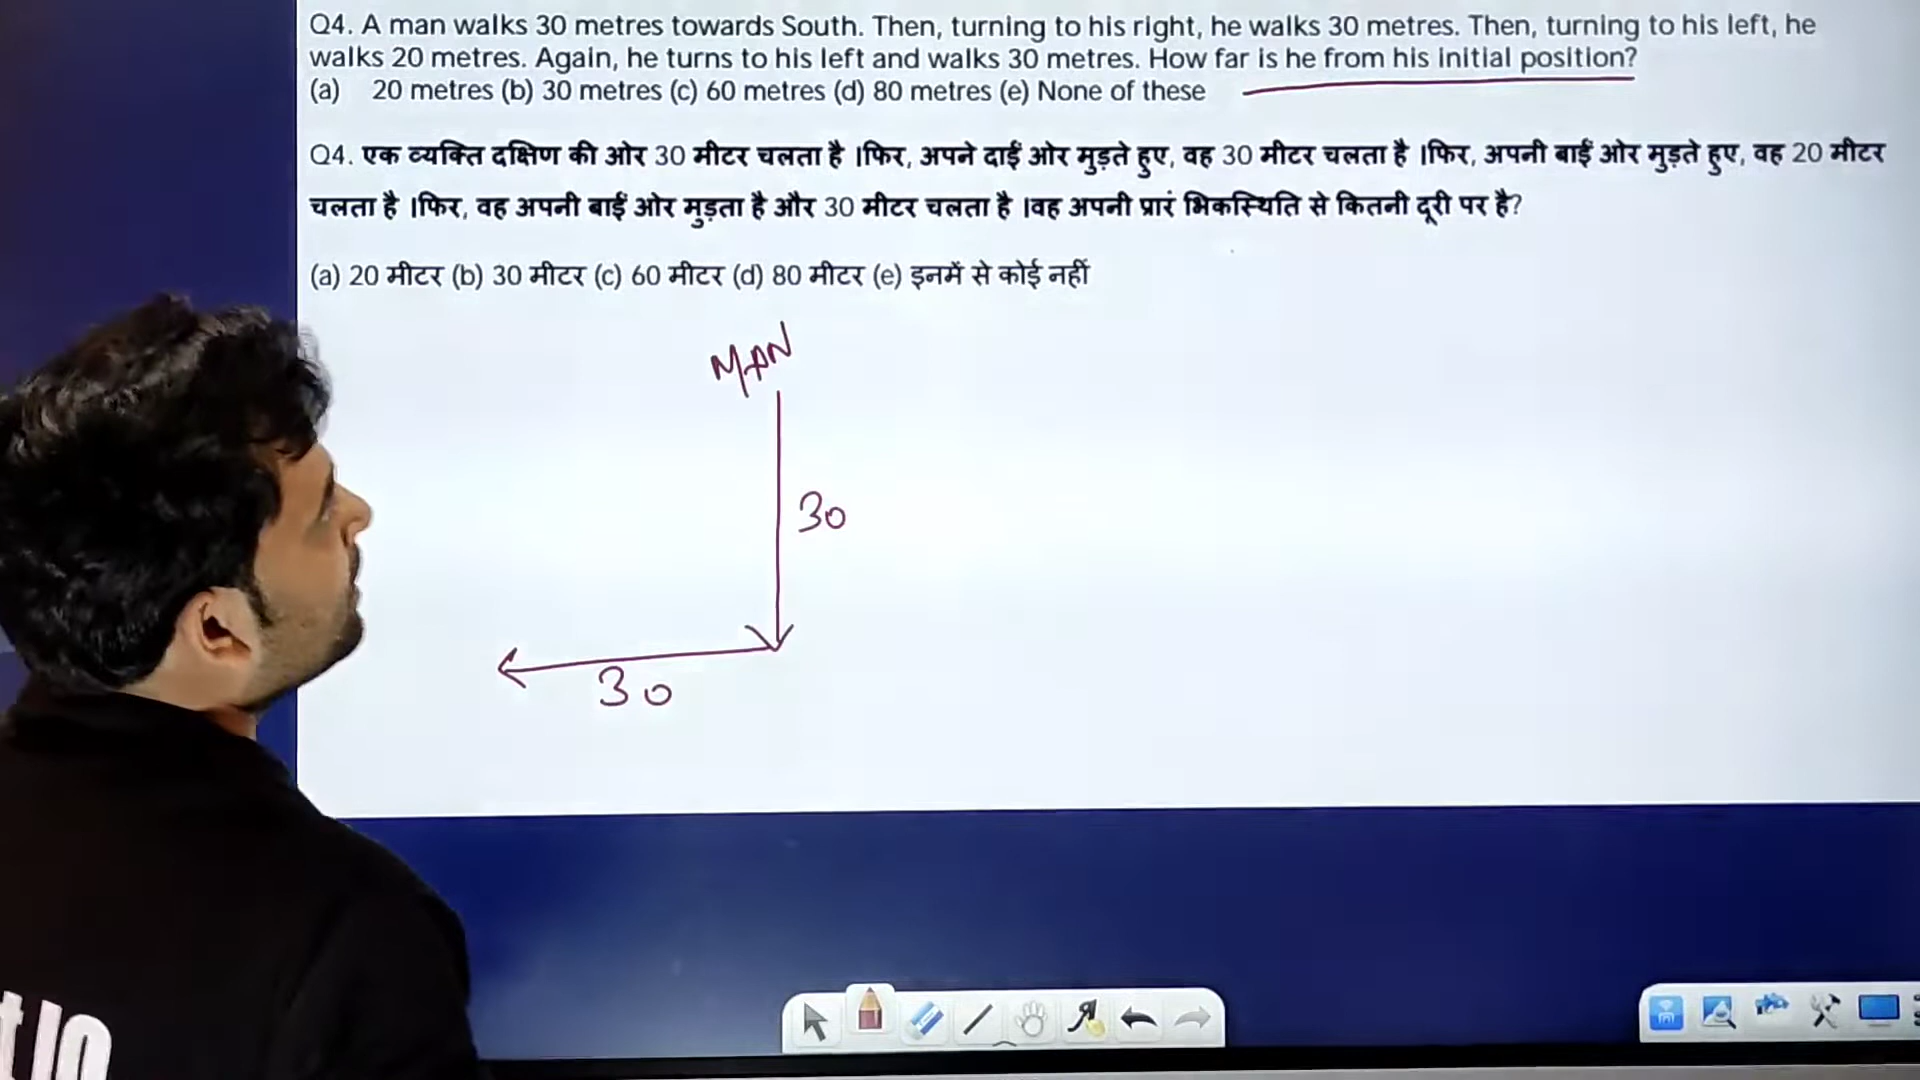 Q4. A man walks 30 metres towards South. Then, turning to his right, he walks 30 metres. Then, turning to his left, he
walks 20 metres. Again, he turns to his left and walks 30 metres. How far is he from his initial position?
(a) 20 metres (b) 30 metres (c) 60 metres (d) 80 metres (e) None of these
Q4. एक व्यक्ति दक्षिण की ओर 30 मीटर चलता है ।फिर, अपने दाईं ओर मुड़ते हुए, वह 30 मीटर चलता है ।फिर, अपनी बाईं ओर मुड़ते हुए, वह 20 मीटर
चलता है ।फिर, वह अपनी बाईं ओर मुड़ता है और 30 मीटर चलता है ।वह अपनी प्रारं भिकस्थिति से कितनी दूरी पर है?
(a) 20 मीटर (b) 30 मीटर (c) 60 मीटर (d) 80 मीटर (e) इनमें से कोई नहीं
MAN
30
30